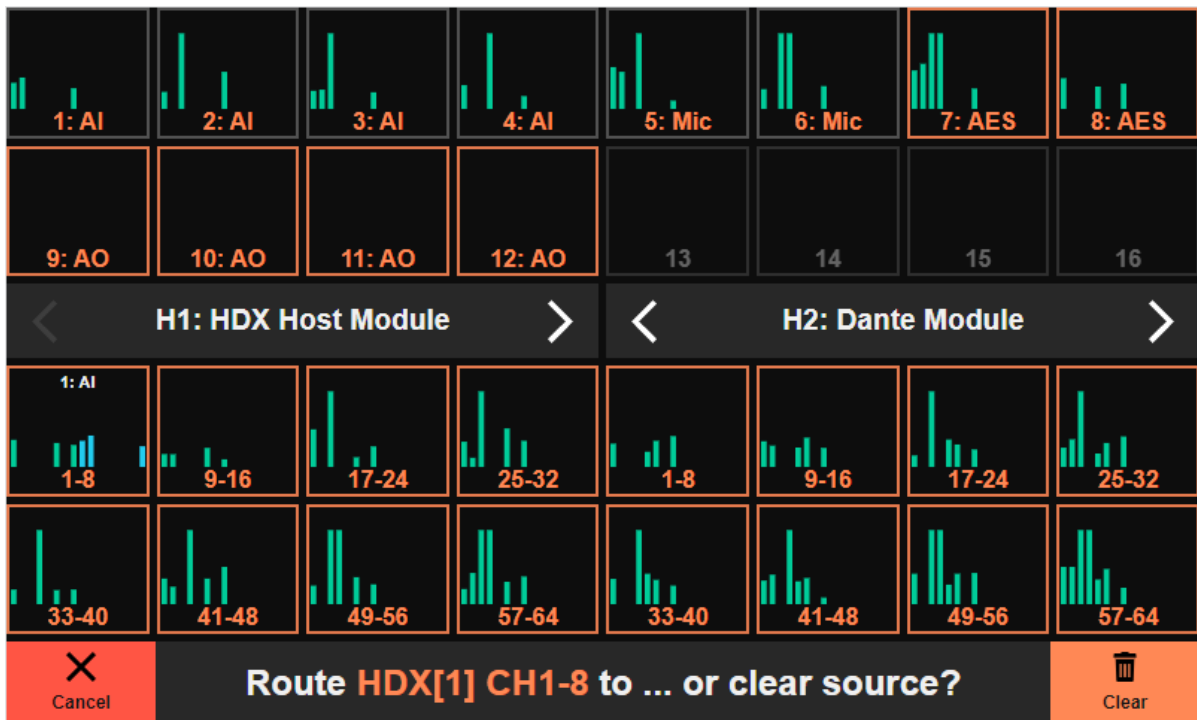 1: AI 2: AI 3: AI 4: AI 5: Mic 6: Mic 7: AES 8: AES
9: AO 10: AO 11: AO 12: AO 13 14 15 16
H1: HDX Host Module H2: Dante Module
1: AI
1-8 9-16 17-24 25-32 1-8 9-16 17-24 25-32
33-40 41-48 49-56 57-64 33-40 41-48 49-56 57-64
Route HDX[1] CH1-8 to ... or clear source?
Cancel Clear